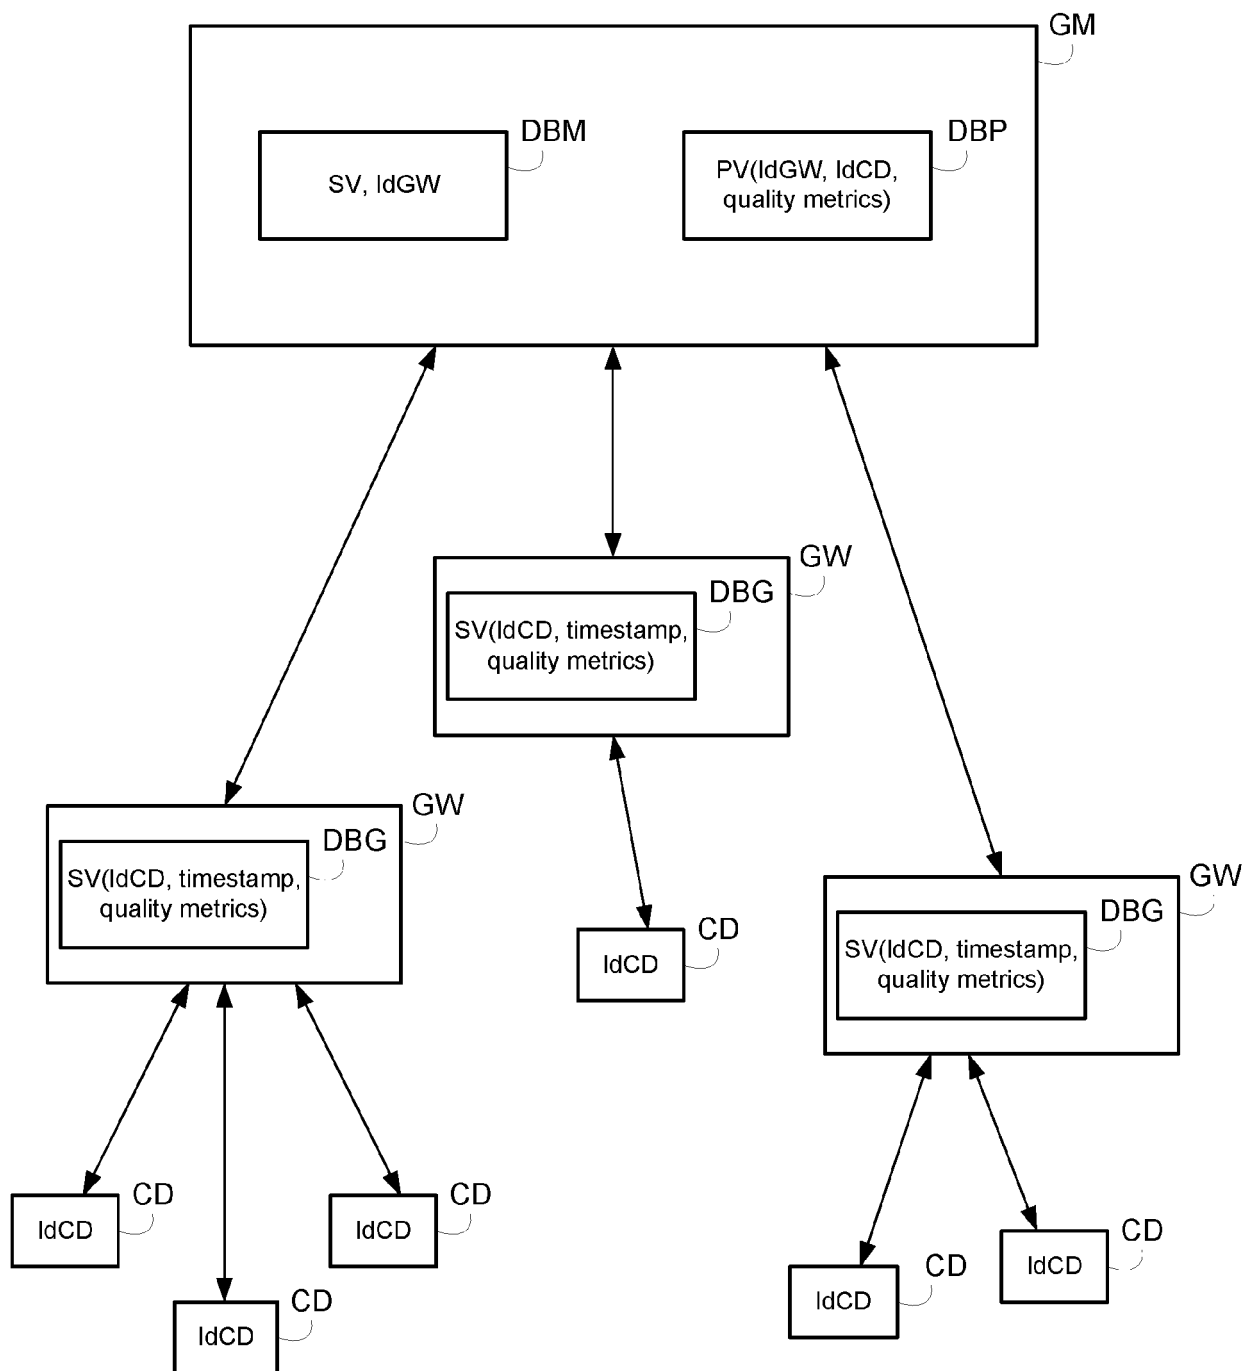 GM
DBM
DBP
SV, IdGW
PV(IdGW, IdCD,
quality metrics)
GW
DBG
SV(IdCD, timestamp,
quality metrics)
GW
DBG
SV(IdCD, timestamp,
quality metrics)
GW
DBG
SV(IdCD, timestamp,
quality metrics)
CD
IdCD
CD
IdCD
CD
IdCD
CD
IdCD
CD
IdCD
CD
IdCD